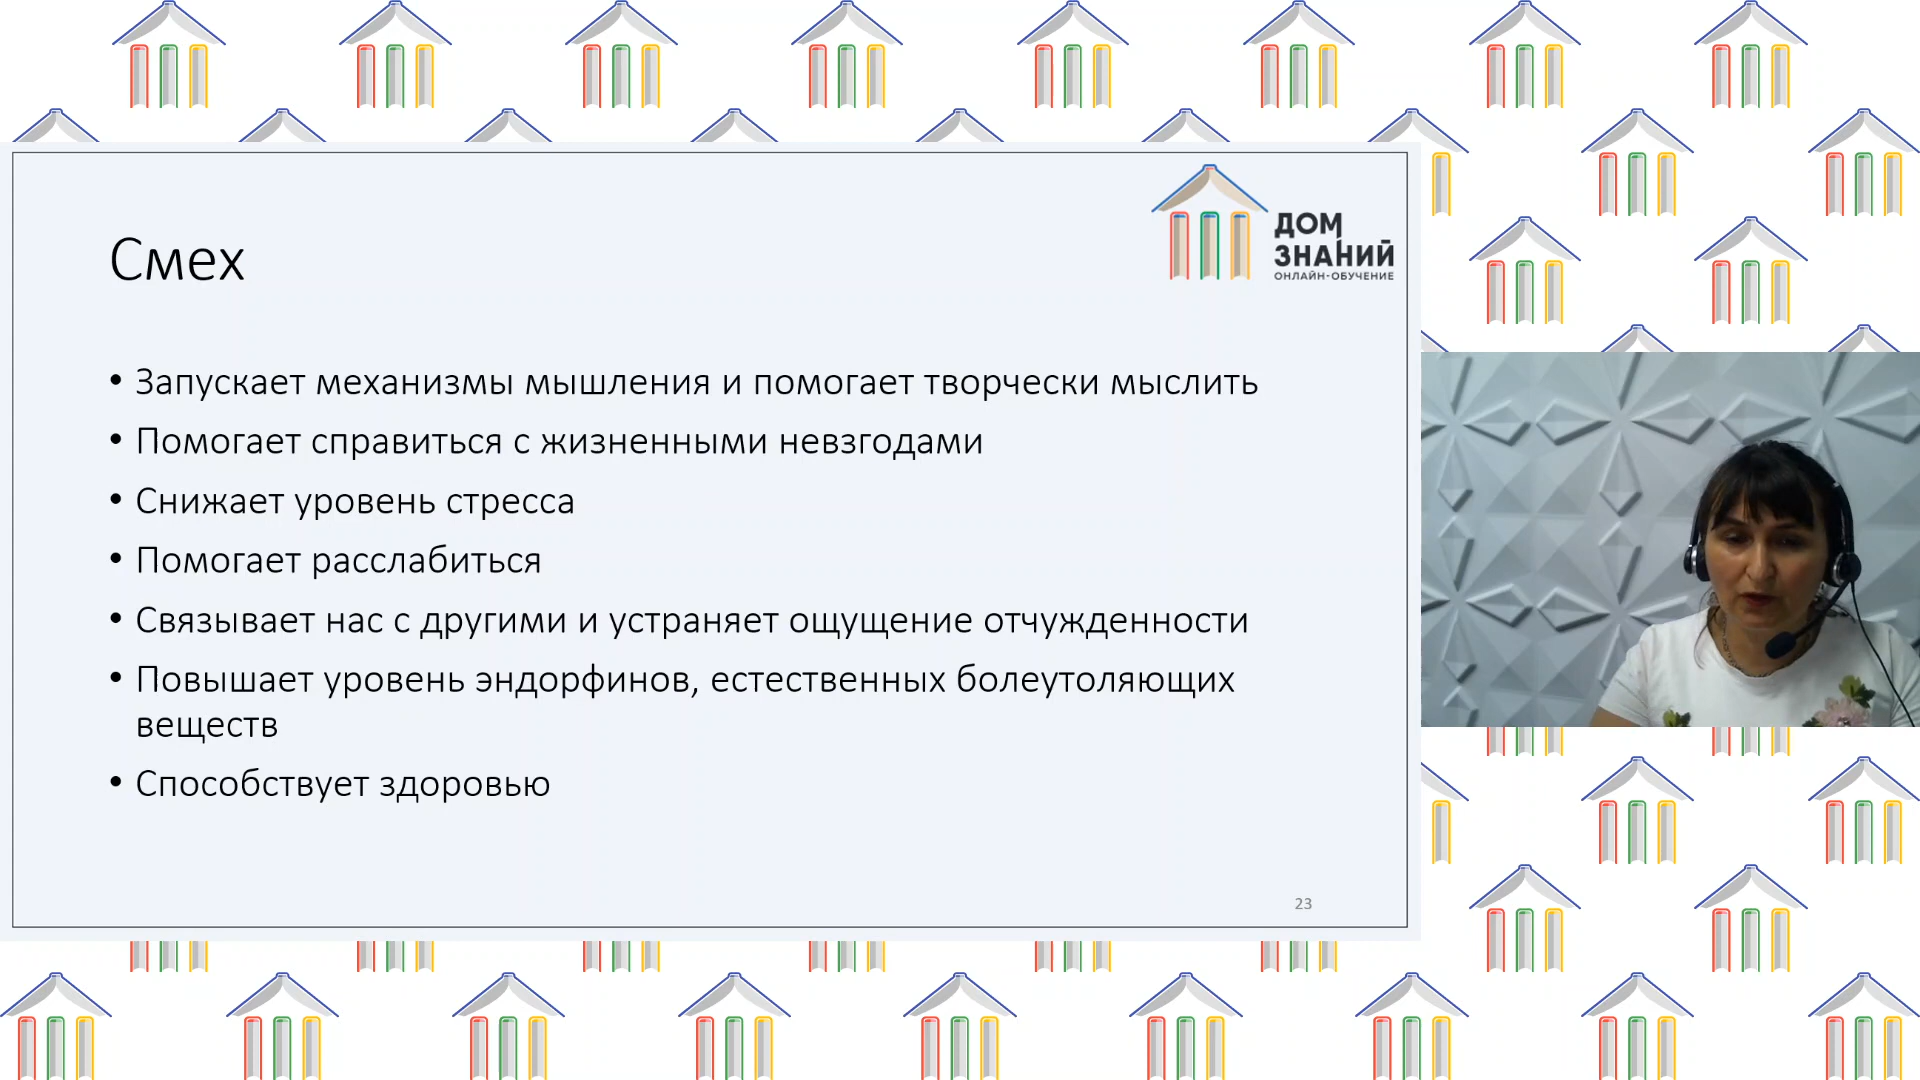 ДОМ
ЗНАНИЙ
ОНЛАЙН-ОБУЧЕНИЕ
Смех
• Запускает механизмы мышления и помогает творчески мыслить
• Помогает справиться с жизненными невзгодами
• Снижает уровень стресса
• Помогает расслабиться
• Связывает нас с другими и устраняет ощущение отчужденности
• Повышает уровень эндорфинов, естественных болеутоляющих
веществ
• Способствует здоровью
23